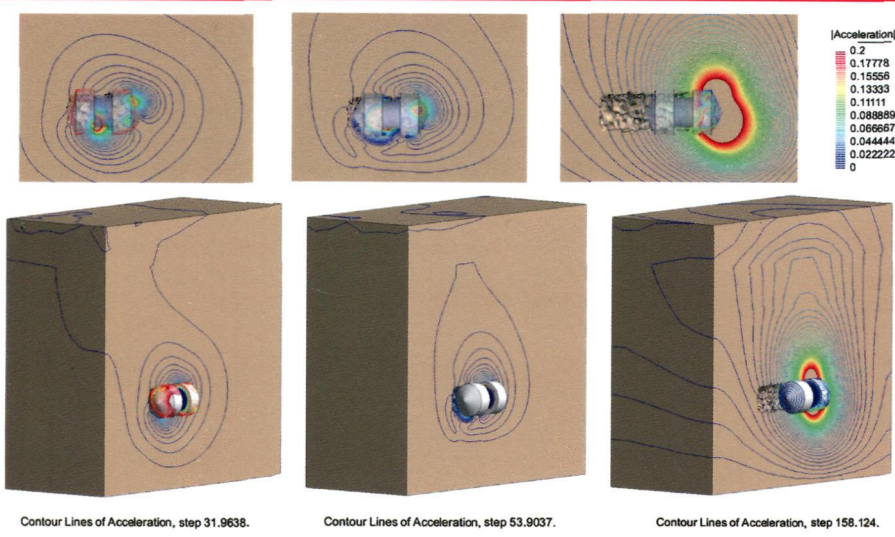 |Acceleration|
0.2
0.17778
0.15556
0.13333
0.11111
0.088889
0.066667
0.044444
0.022222
0
Contour Lines of Acceleration, step 31.9638.
Contour Lines of Acceleration, step 53.9037.
Contour Lines of Acceleration, step 158.124.